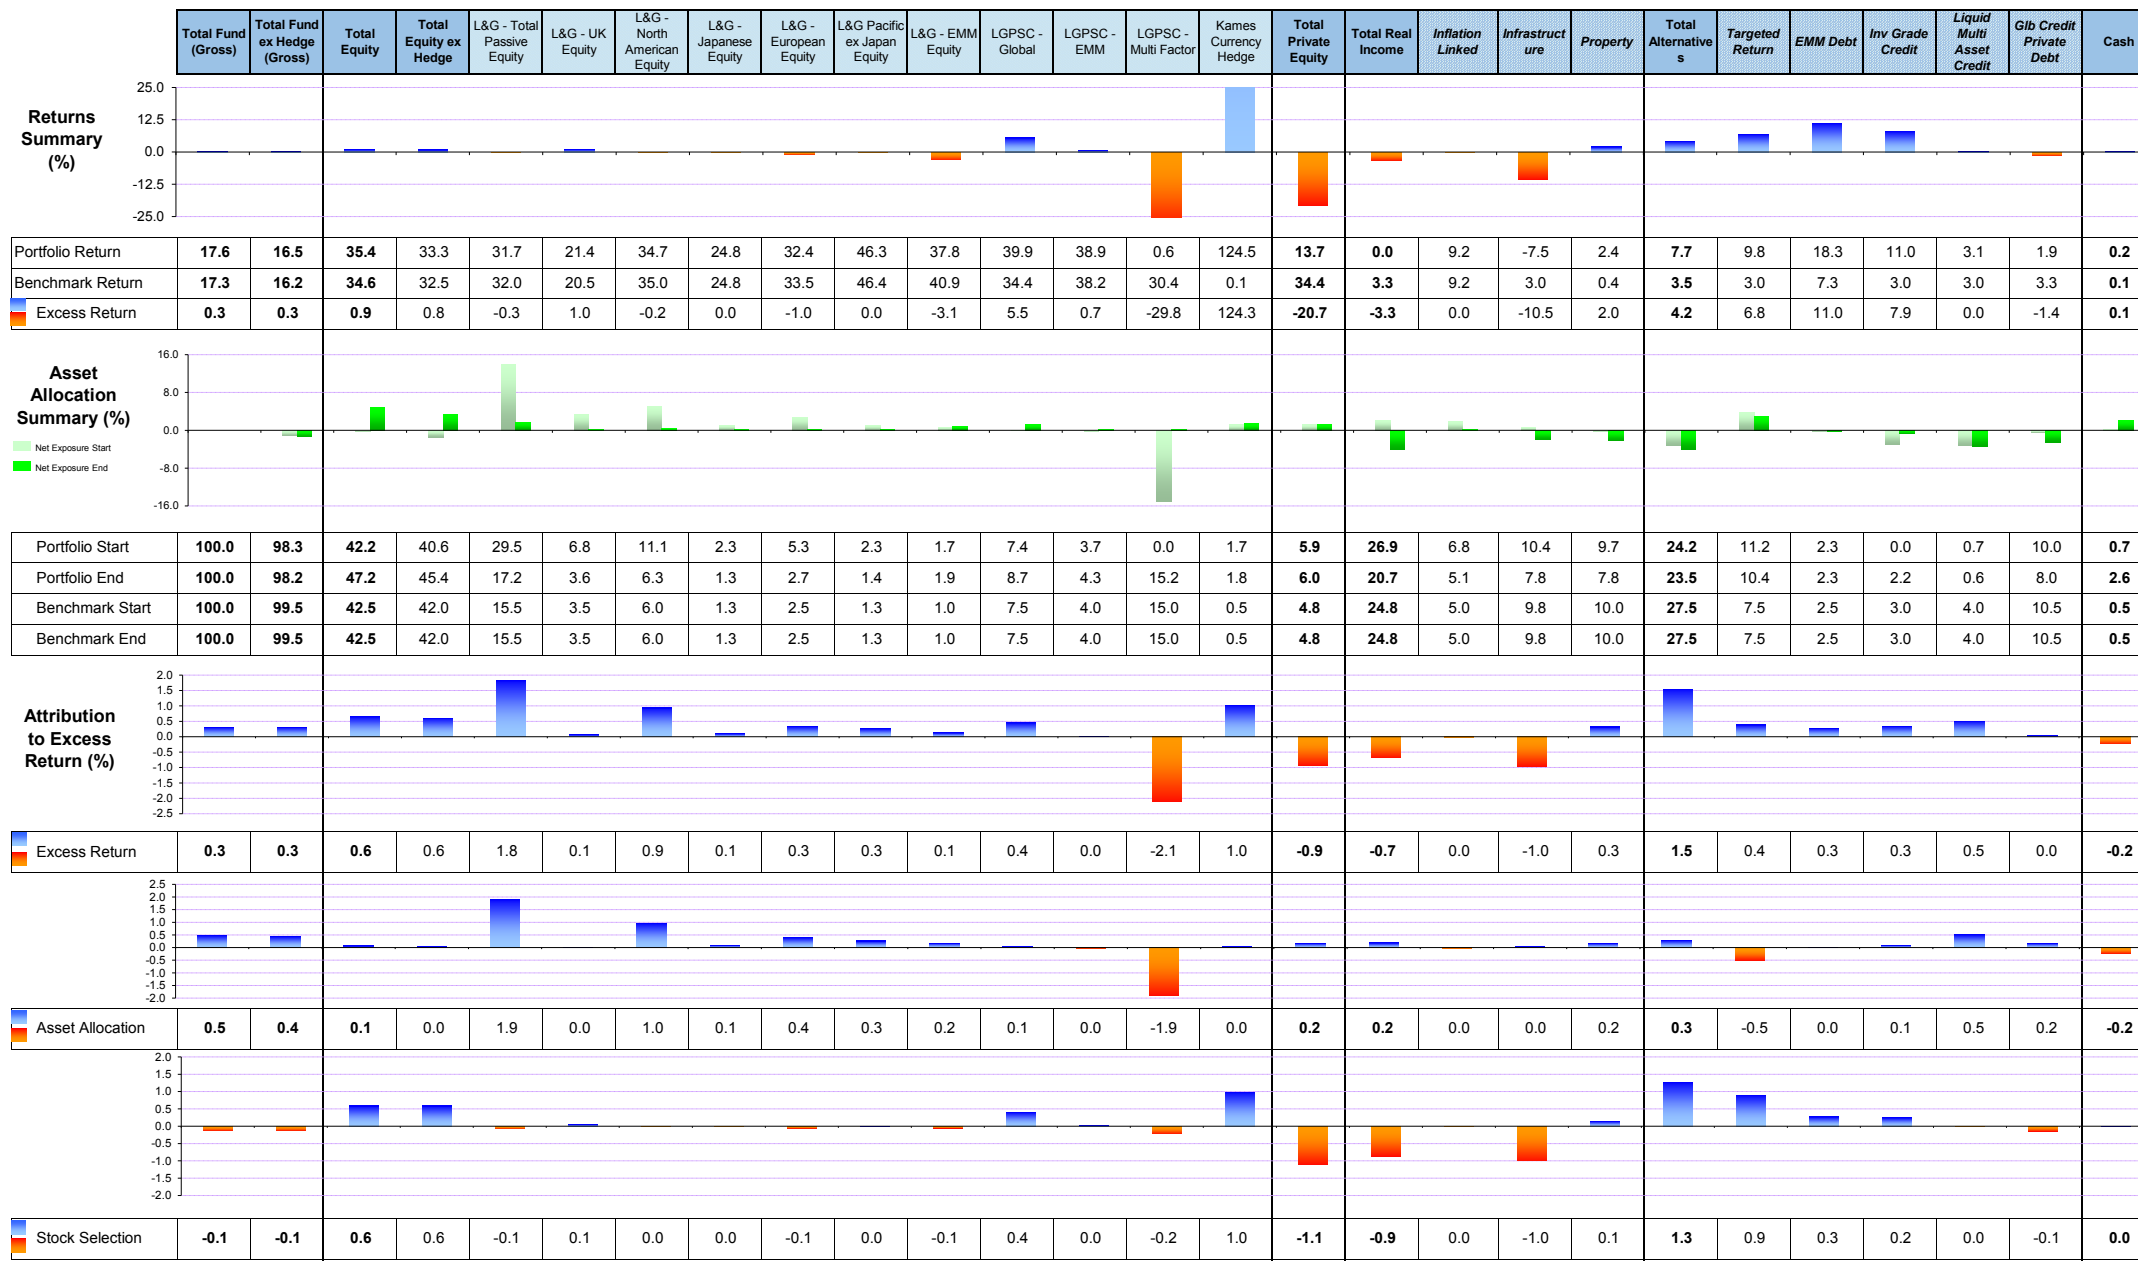 Total Fund (Gross) | Total Fund ex Hedge (Gross) | Total Equity | Total Equity ex Hedge | L&G - Total Passive Equity | L&G - UK Equity | L&G - North American Equity | L&G - Japanese Equity | L&G - European Equity | L&G Pacific ex Japan Equity | L&G - EMM Equity | LGPSC - Global | LGPSC - EMM | LGPSC - Multi Factor | Kames Currency Hedge | Total Private Equity | Total Real Income | Inflation Linked | Infrastruct ure | Property | Total Alternative s | Targeted Return | EMM Debt | Inv Grade Credit | Liquid Multi Asset Credit | Glb Credit Private Debt | Cash
Returns Summary (%)
25.0
12.5
0.0
-12.5
-25.0
Portfolio Return | 17.6 | 16.5 | 35.4 | 33.3 | 31.7 | 21.4 | 34.7 | 24.8 | 32.4 | 46.3 | 37.8 | 39.9 | 38.9 | 0.6 | 124.5 | 13.7 | 0.0 | 9.2 | -7.5 | 2.4 | 7.7 | 9.8 | 18.3 | 11.0 | 3.1 | 1.9 | 0.2
Benchmark Return | 17.3 | 16.2 | 34.6 | 32.5 | 32.0 | 20.5 | 35.0 | 24.8 | 33.5 | 46.4 | 40.9 | 34.4 | 38.2 | 30.4 | 0.1 | 34.4 | 3.3 | 9.2 | 3.0 | 0.4 | 3.5 | 3.0 | 7.3 | 3.0 | 3.0 | 3.3 | 0.1
Excess Return | 0.3 | 0.3 | 0.9 | 0.8 | -0.3 | 1.0 | -0.2 | 0.0 | -1.0 | 0.0 | -3.1 | 5.5 | 0.7 | -29.8 | 124.3 | -20.7 | -3.3 | 0.0 | -10.5 | 2.0 | 4.2 | 6.8 | 11.0 | 7.9 | 0.0 | -1.4 | 0.1
Asset Allocation Summary (%)
Net Exposure Start
Net Exposure End
16.0
8.0
0.0
-8.0
-16.0
Portfolio Start | 100.0 | 98.3 | 42.2 | 40.6 | 29.5 | 6.8 | 11.1 | 2.3 | 5.3 | 2.3 | 1.7 | 7.4 | 3.7 | 0.0 | 1.7 | 5.9 | 26.9 | 6.8 | 10.4 | 9.7 | 24.2 | 11.2 | 2.3 | 0.0 | 0.7 | 10.0 | 0.7
Portfolio End | 100.0 | 98.2 | 47.2 | 45.4 | 17.2 | 3.6 | 6.3 | 1.3 | 2.7 | 1.4 | 1.9 | 8.7 | 4.3 | 15.2 | 1.8 | 6.0 | 20.7 | 5.1 | 7.8 | 7.8 | 23.5 | 10.4 | 2.3 | 2.2 | 0.6 | 8.0 | 2.6
Benchmark Start | 100.0 | 99.5 | 42.5 | 42.0 | 15.5 | 3.5 | 6.0 | 1.3 | 2.5 | 1.3 | 1.0 | 7.5 | 4.0 | 15.0 | 0.5 | 4.8 | 24.8 | 5.0 | 9.8 | 10.0 | 27.5 | 7.5 | 2.5 | 3.0 | 4.0 | 10.5 | 0.5
Benchmark End | 100.0 | 99.5 | 42.5 | 42.0 | 15.5 | 3.5 | 6.0 | 1.3 | 2.5 | 1.3 | 1.0 | 7.5 | 4.0 | 15.0 | 0.5 | 4.8 | 24.8 | 5.0 | 9.8 | 10.0 | 27.5 | 7.5 | 2.5 | 3.0 | 4.0 | 10.5 | 0.5
Attribution to Excess Return (%)
2.0
1.5
1.0
0.5
0.0
-0.5
-1.0
-1.5
-2.0
-2.5
Excess Return | 0.3 | 0.3 | 0.6 | 0.6 | 1.8 | 0.1 | 0.9 | 0.1 | 0.3 | 0.3 | 0.1 | 0.4 | 0.0 | -2.1 | 1.0 | -0.9 | -0.7 | 0.0 | -1.0 | 0.3 | 1.5 | 0.4 | 0.3 | 0.3 | 0.5 | 0.0 | -0.2
2.5
2.0
1.5
1.0
0.5
0.0
-0.5
-1.0
-1.5
-2.0
Asset Allocation | 0.5 | 0.4 | 0.1 | 0.0 | 1.9 | 0.0 | 1.0 | 0.1 | 0.4 | 0.3 | 0.2 | 0.1 | 0.0 | -1.9 | 0.0 | 0.2 | 0.2 | 0.0 | 0.0 | 0.2 | 0.3 | -0.5 | 0.0 | 0.1 | 0.5 | 0.2 | -0.2
2.0
1.5
1.0
0.5
0.0
-0.5
-1.0
-1.5
-2.0
Stock Selection | -0.1 | -0.1 | 0.6 | 0.6 | -0.1 | 0.1 | 0.0 | 0.0 | -0.1 | 0.0 | -0.1 | 0.4 | 0.0 | -0.2 | 1.0 | -1.1 | -0.9 | 0.0 | -1.0 | 0.1 | 1.3 | 0.9 | 0.3 | 0.2 | 0.0 | -0.1 | 0.0